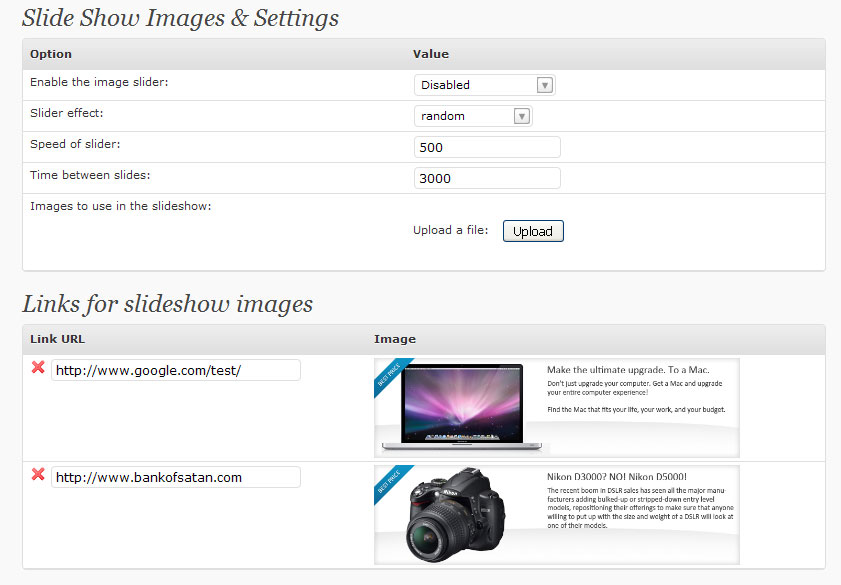 Slide Show Images & Settings
Option Value
Enable the image slider: Disabled
Slider effect: random
Speed of slider: 500
Time between slides: 3000
Images to use in the slideshow:
Upload a file: Upload
Links for slideshow images
Link URL Image
http://www.google.com/test/
BEST PRICE
Make the ultimate upgrade. To a Mac.
Don't just upgrade your computer. Get a Mac and upgrade
your entire computer experience!
Find the Mac that fits your life, your work, and your budget.
http://www.bankofsatan.com
BEST PRICE
Nikon
Nikon D3000? NO! Nikon D5000!
The recent boom in DSLR sales has seen all the major manu-
facturers adding bulked-up or stripped-down entry level
models, repositioning their offerings to make sure that anyone
willing to put up with the size and weight of a DSLR will look at
one of their models.